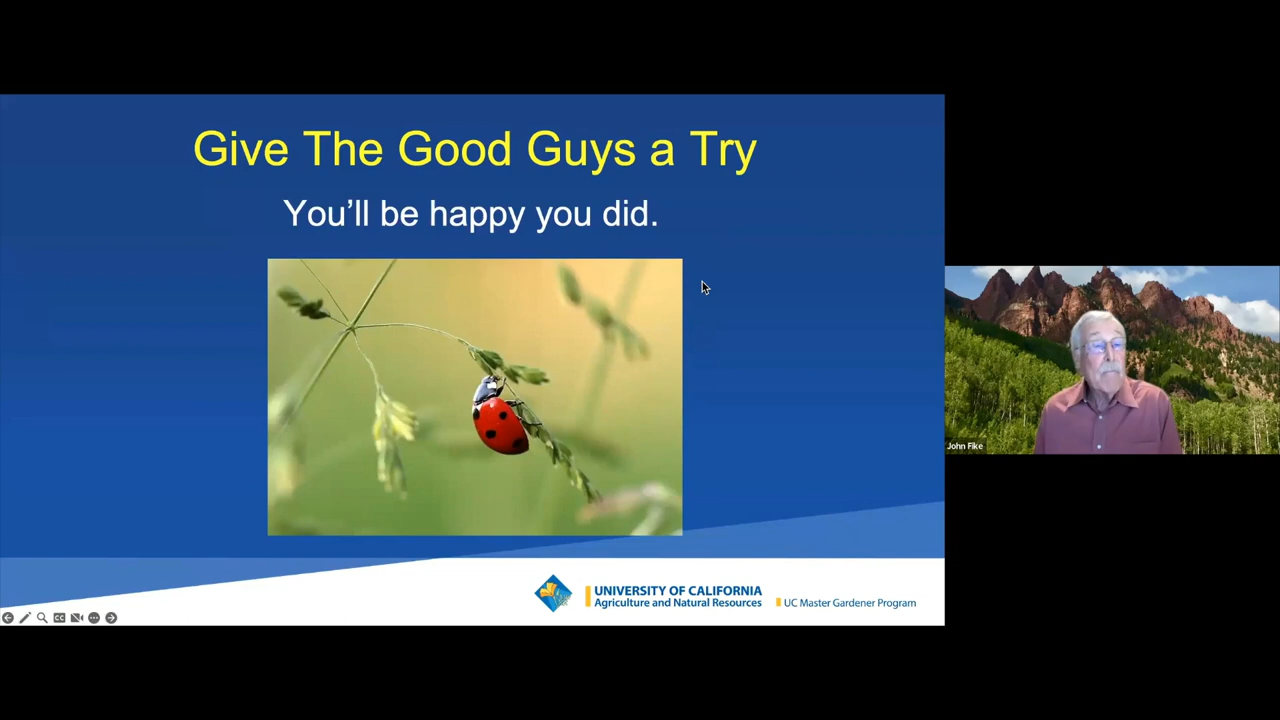 Give The Good Guys a Try
You'll be happy you did.
John Fike
UNIVERSITY OF CALIFORNIA
Agriculture and Natural Resources
UC Master Gardener Program
CC